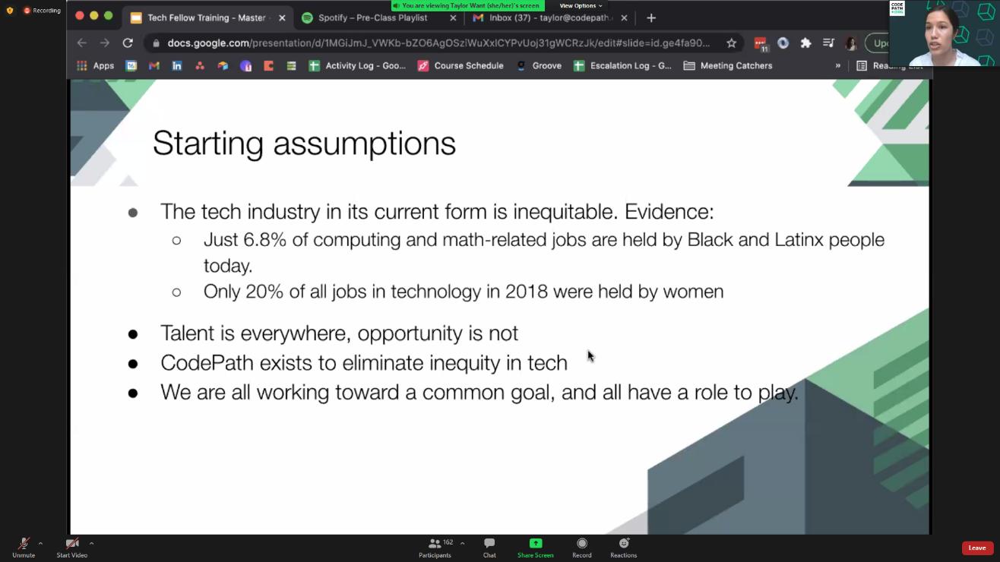 Recording
You are viewing Taylor Want (she/her)'s screen
View Options
Tech Fellow Training - Master
Spotify – Pre-Class Playlist
Inbox (37) - taylor@codepath.
CODE
PATH
.ORG
docs.google.com/presentation/d/1MGiJmJ_VWKb-bZO6AgOSziWuXxlCYPvUoj31gWCRzJk/edit#slide=id.ge4fa90...
11
Apps
Activity Log - Goo...
Course Schedule
Groove
Escalation Log - G...
Meeting Catchers
»
Starting assumptions
The tech industry in its current form is inequitable. Evidence:
Just 6.8% of computing and math-related jobs are held by Black and Latinx people
today.
Only 20% of all jobs in technology in 2018 were held by women
Talent is everywhere, opportunity is not
CodePath exists to eliminate inequity in tech
We are all working toward a common goal, and all have a role to play.
Unmute
Start Video
162
Participants
Chat
Share Screen
Record
Reactions
Leave